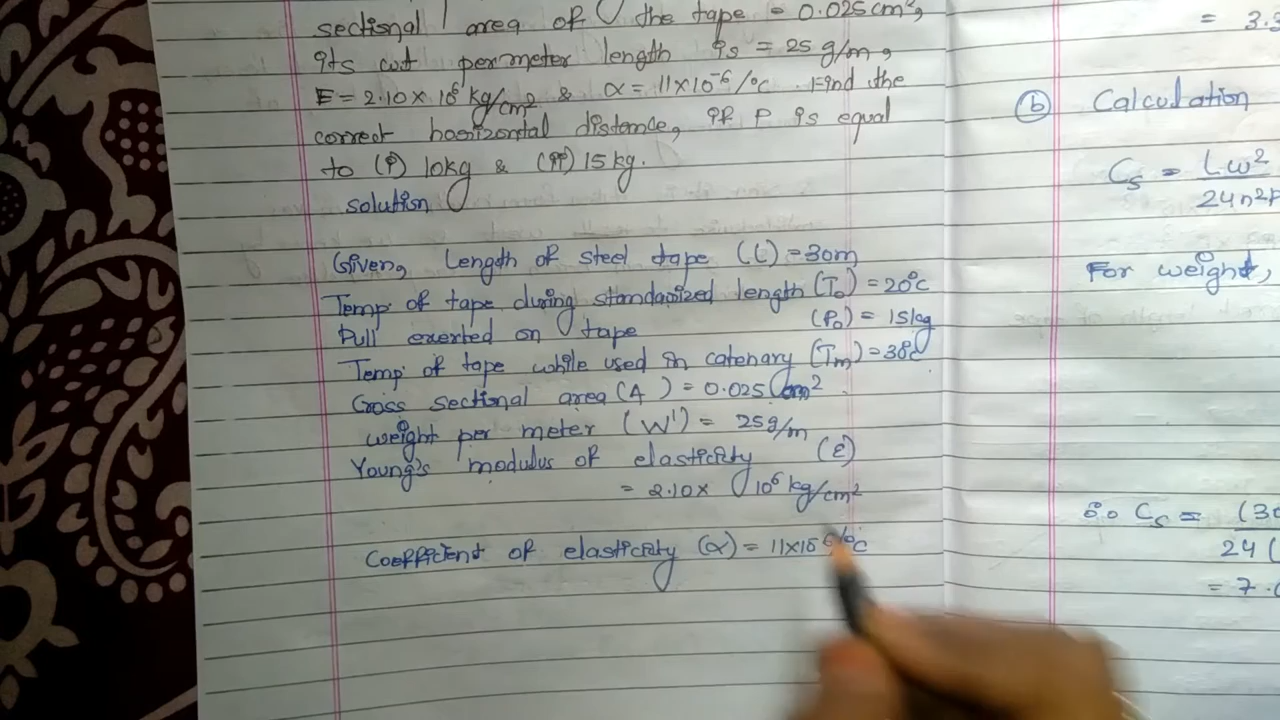 sectional area of the tape = 0.025 cm²,
its wt per meter length is = 25 g/m,
E = 2.10 × 10⁶ kg/cm² & α = 11×10⁻⁶/°C. Find the
correct horizontal distance, if P is equal
to (i) 10kg & (ii) 15 kg.
solution
Given, Length of steel tape (L) = 30m
Temp. of tape during standarized length (T₀) = 20°C
Pull exerted on tape (P₀) = 15kg
Temp. of tape while used in catenary (Tm) = 38°C
Cross sectional area (A) = 0.025 cm²
weight per meter (W') = 25g/m
Young's modulus of elasticity (E)
= 2.10 × 10⁶ kg/cm²
Coefficient of elasticity (α) = 11×10⁻⁶/°C
= 3.3
(b) Calculation
Cs = Lw²
24n²P
For weight,
So Cs = (30
24 (
= 7.